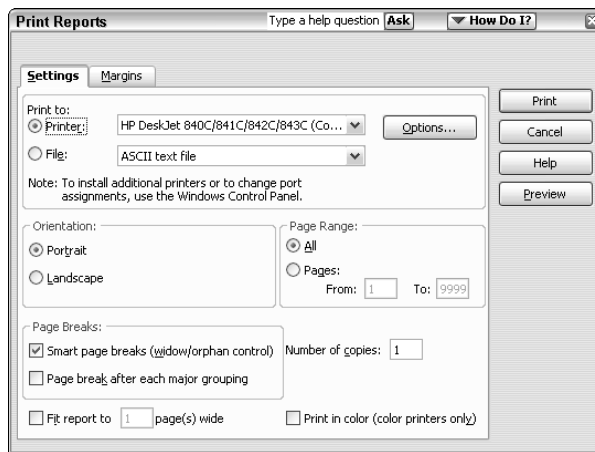 Print Reports
Type a help question Ask
How Do I?
Settings
Margins
Print to:
Printer: HP DeskJet 840C/841C/842C/843C (Co...
Options...
File: ASCII text file
Note: To install additional printers or to change port
assignments, use the Windows Control Panel.
Orientation:
Portrait
Landscape
Page Range:
All
Pages:
From: 1 To: 9999
Page Breaks:
Smart page breaks (widow/orphan control)
Page break after each major grouping
Number of copies: 1
Fit report to 1 page(s) wide
Print in color (color printers only)
Print
Cancel
Help
Preview